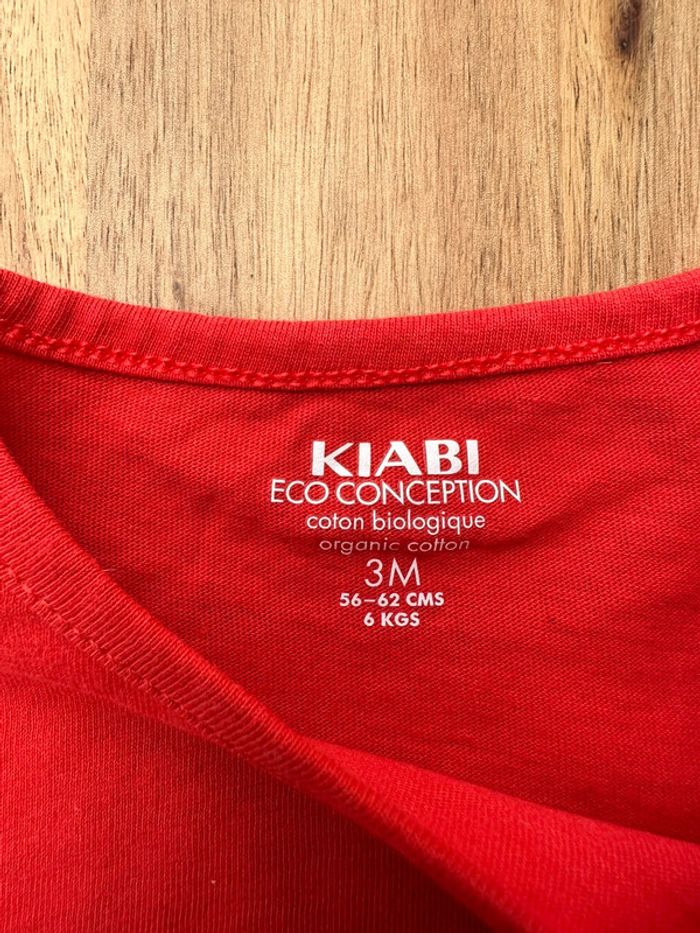 KIABI
ECO CONCEPTION
coton biologique
organic cotton
3M
56–62 CMS
6 KGS